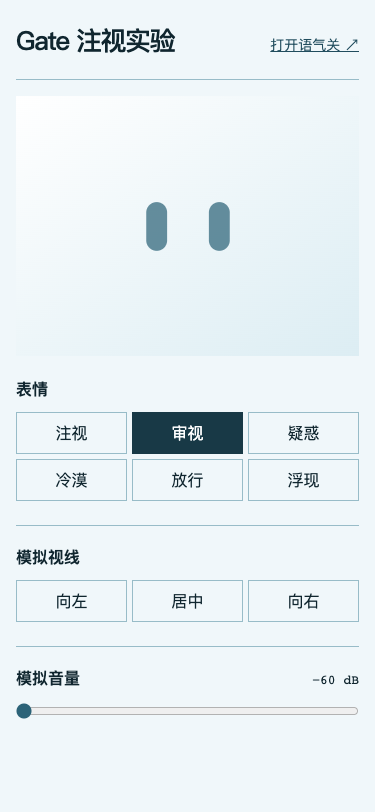 Gate 注视实验
打开语气关 ↗
表情
注视 审视 疑惑
冷漠 放行 浮现
模拟视线
向左 居中 向右
模拟音量
−60 dB